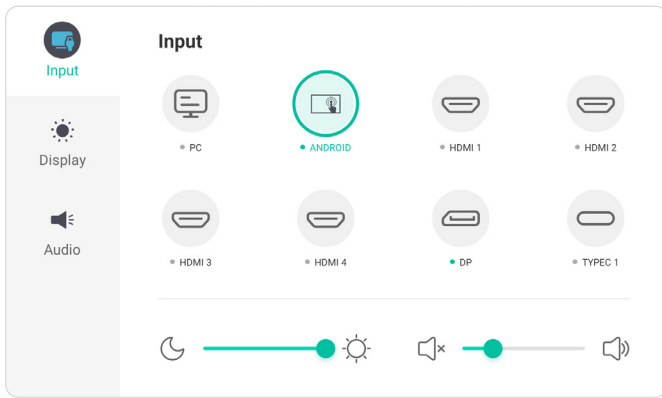 Input
Display
Audio
Input
PC
ANDROID
HDMI 1
HDMI 2
HDMI 3
HDMI 4
DP
TYPEC 1